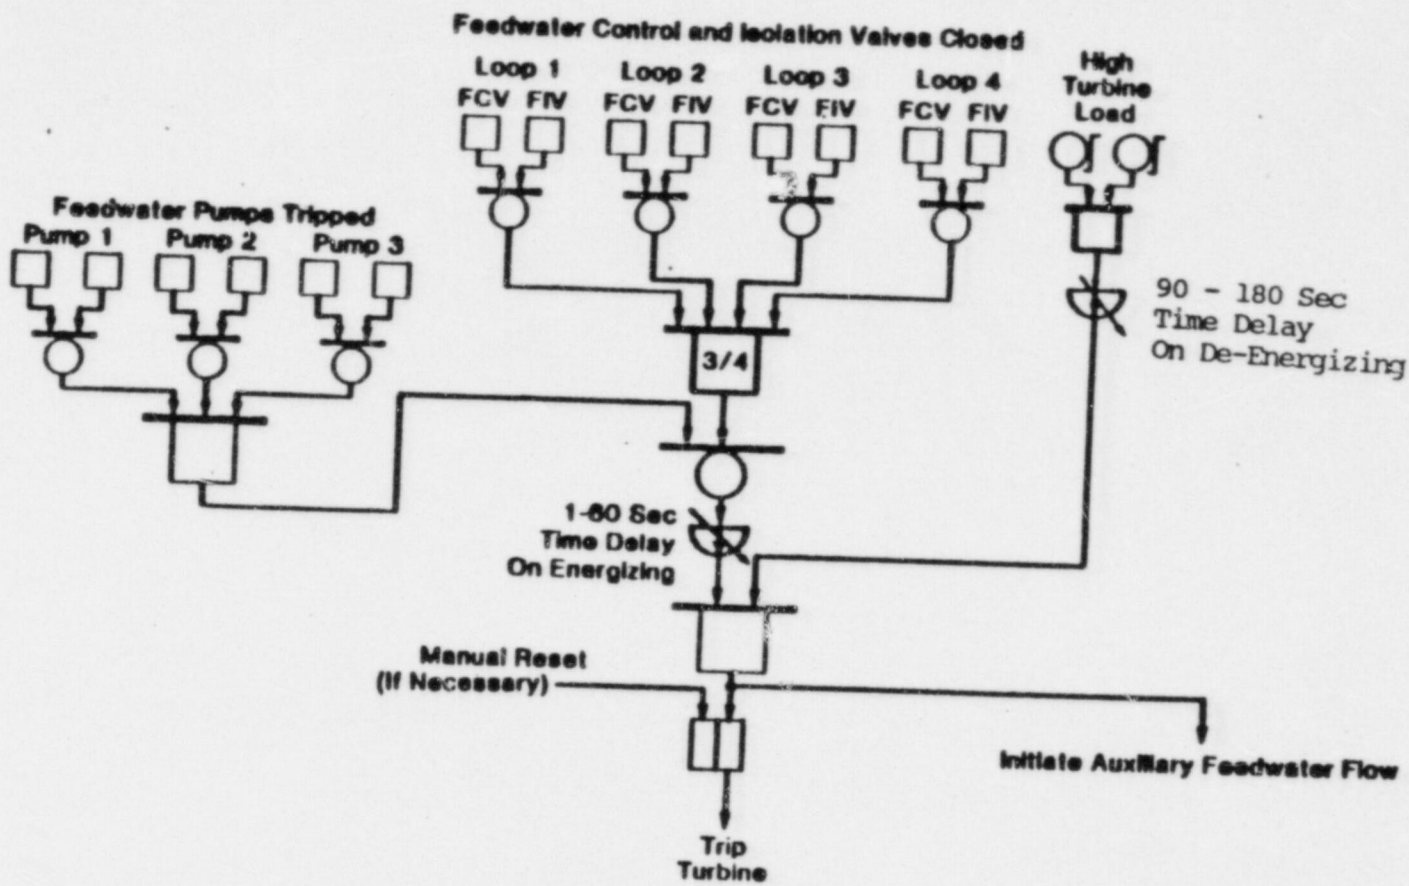 Feedwater Control and Isolation Valves Closed
Loop 1
Loop 2
Loop 3
Loop 4
FCV FIV
FCV FIV
FCV FIV
FCV FIV
High
Turbine
Load
Feedwater Pumps Tripped
Pump 1
Pump 2
Pump 3
90 - 180 Sec
Time Delay
On De-Energizing
3/4
1-60 Sec
Time Delay
On Energizing
Manual Reset
(If Necessary)
Initiate Auxiliary Feedwater Flow
Trip
Turbine